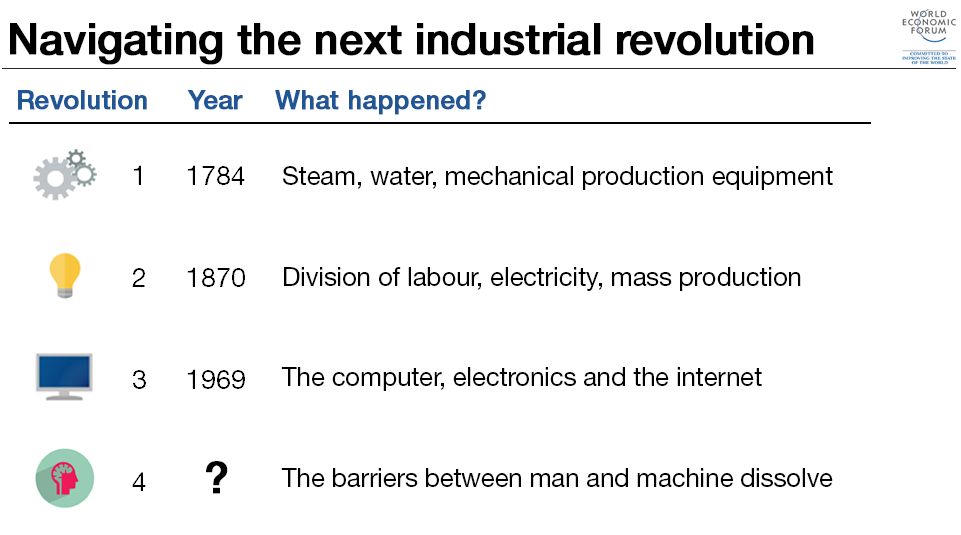 Navigating the next industrial revolution
WORLD
ECONOMIC
FORUM
COMMITTED TO
IMPROVING THE STATE
OF THE WORLD
Revolution Year What happened?
1 1784 Steam, water, mechanical production equipment
2 1870 Division of labour, electricity, mass production
3 1969 The computer, electronics and the internet
4 ? The barriers between man and machine dissolve